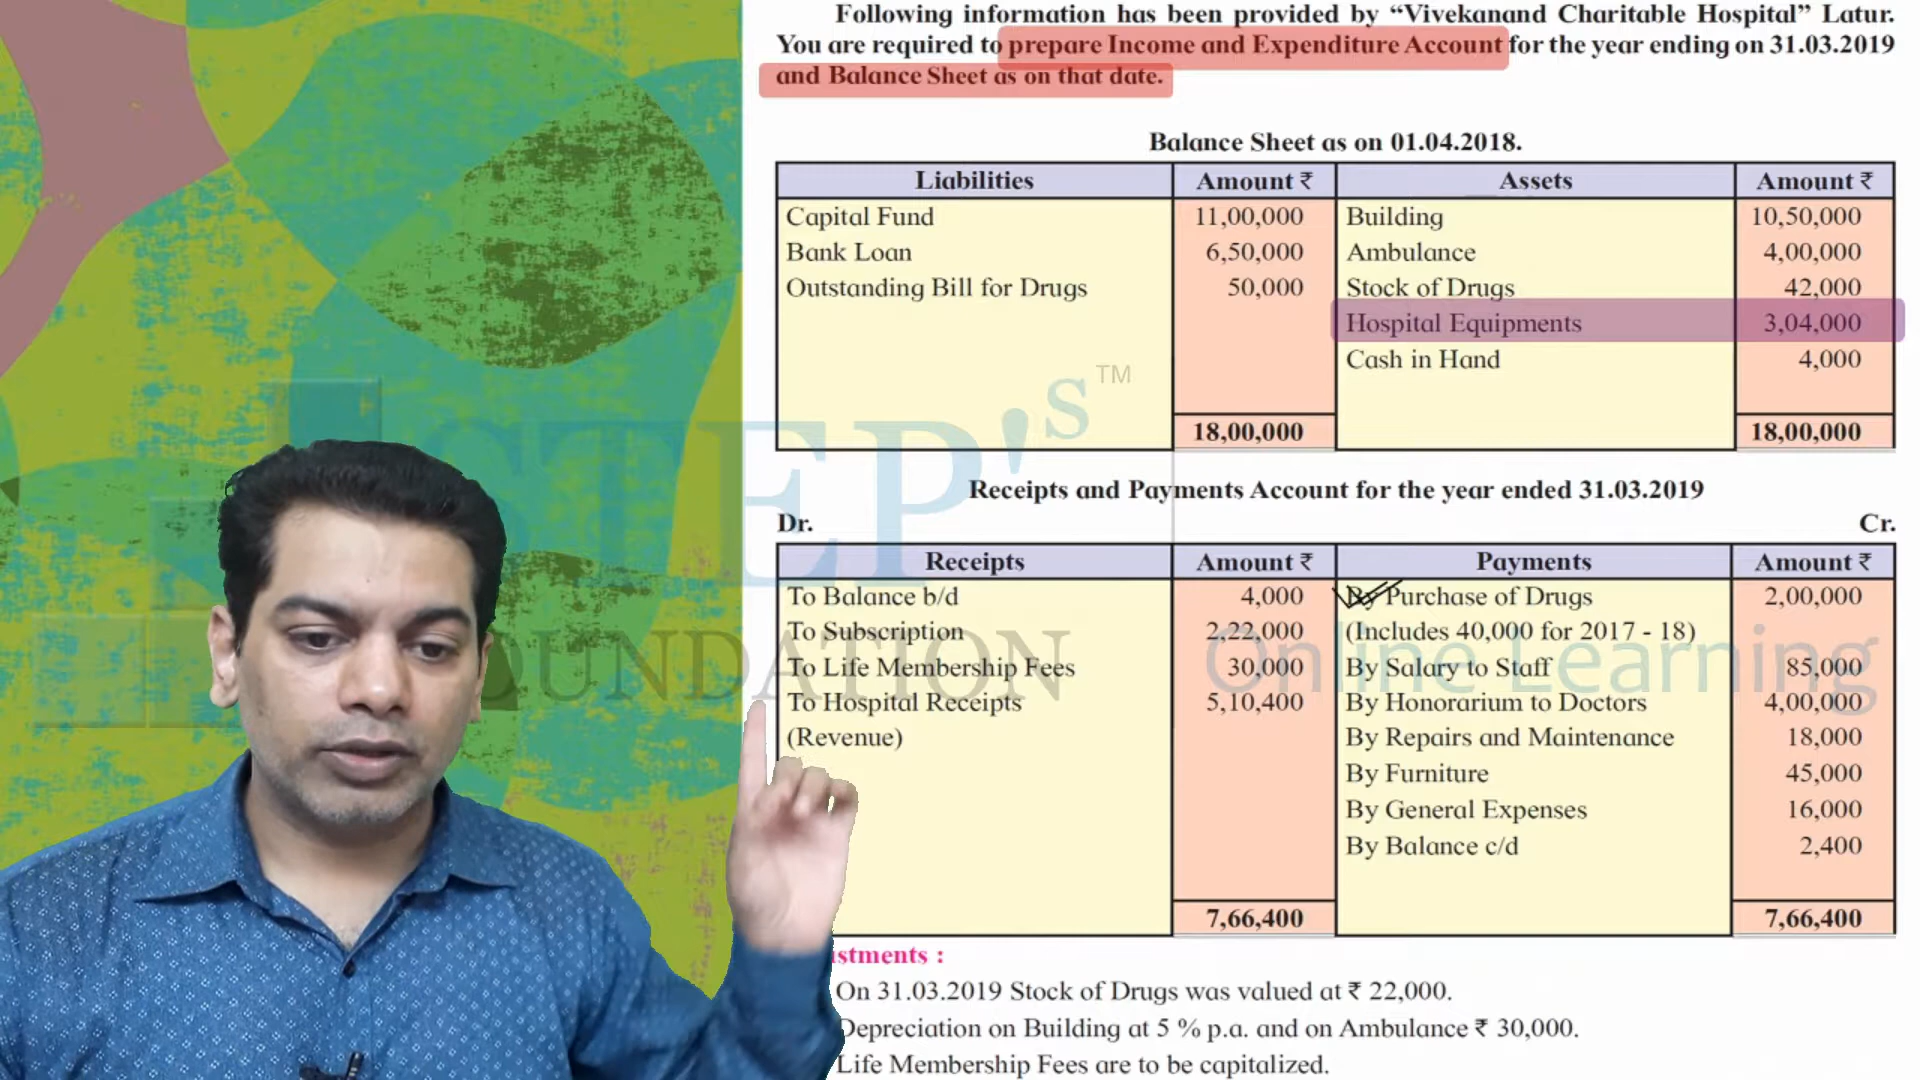 Following information has been provided by “Vivekanand Charitable Hospital” Latur.
You are required to prepare Income and Expenditure Account for the year ending on 31.03.2019
and Balance Sheet as on that date.
Balance Sheet as on 01.04.2018.
Liabilities Amount ₹ Assets Amount ₹
Capital Fund 11,00,000 Building 10,50,000
Bank Loan 6,50,000 Ambulance 4,00,000
Outstanding Bill for Drugs 50,000 Stock of Drugs 42,000
Hospital Equipments 3,04,000
Cash in Hand 4,000
18,00,000 18,00,000
STEP's TM
Receipts and Payments Account for the year ended 31.03.2019
Dr. Cr.
Receipts Amount ₹ Payments Amount ₹
To Balance b/d 4,000 By Purchase of Drugs 2,00,000
To Subscription 2,22,000 (Includes 40,000 for 2017 - 18)
To Life Membership Fees 30,000 By Salary to Staff 85,000
To Hospital Receipts 5,10,400 By Honorarium to Doctors 4,00,000
(Revenue) By Repairs and Maintenance 18,000
By Furniture 45,000
By General Expenses 16,000
By Balance c/d 2,400
7,66,400 7,66,400
OUNDATION Online Learning
istments :
On 31.03.2019 Stock of Drugs was valued at ₹ 22,000.
Depreciation on Building at 5 % p.a. and on Ambulance ₹ 30,000.
Life Membership Fees are to be capitalized.